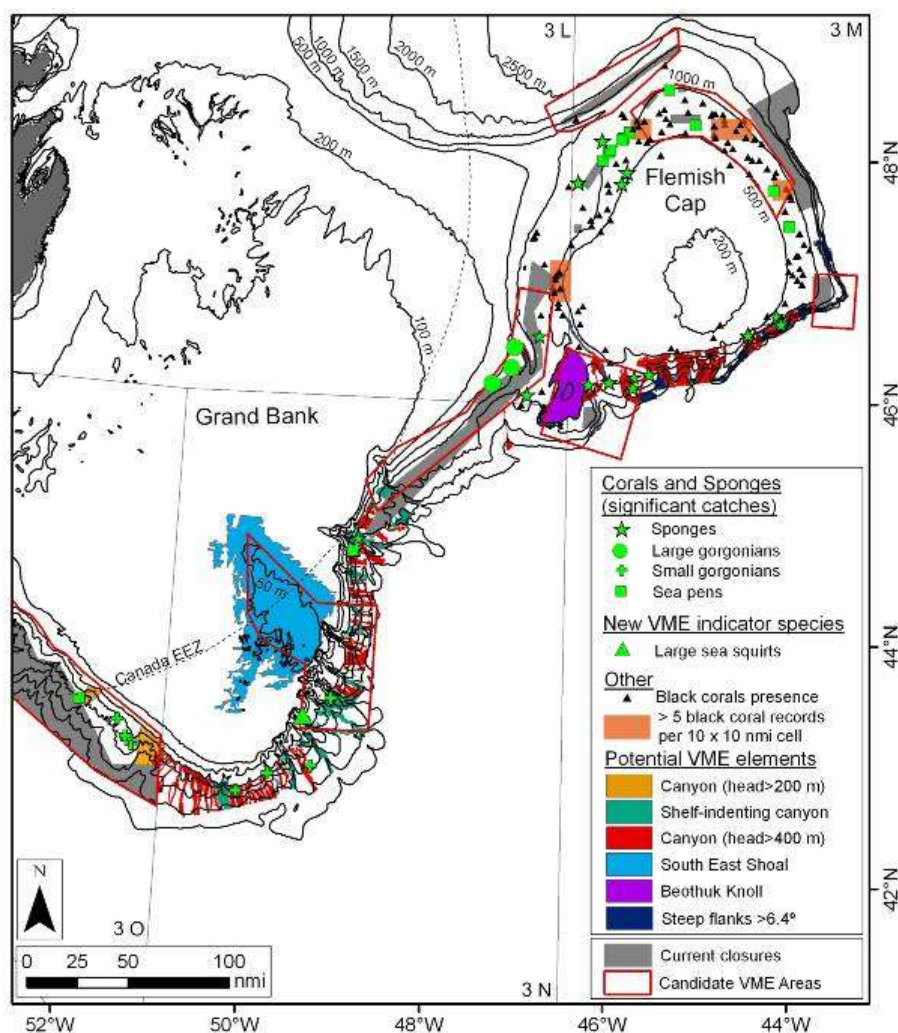 3 L
3 M
500 m
1000 m
1500 m
2000 m
2500 m
1000 m
200 m
48°N
Flemish
Cap
500 m
200 m
100 m
46°N
Grand Bank
50 m
44°N
Canada EEZ
42°N
Corals and Sponges
(significant catches)
Sponges
Large gorgonians
Small gorgonians
Sea pens
New VME indicator species
Large sea squirts
Other
Black corals presence
> 5 black coral records
per 10 x 10 nmi cell
Potential VME elements
Canyon (head>200 m)
Shelf-indenting canyon
Canyon (head>400 m)
South East Shoal
Beothuk Knoll
Steep flanks >6.4º
Current closures
Candidate VME Areas
N
3 O
3 N
0 25 50 100
nmi
52°W 50°W 48°W 46°W 44°W